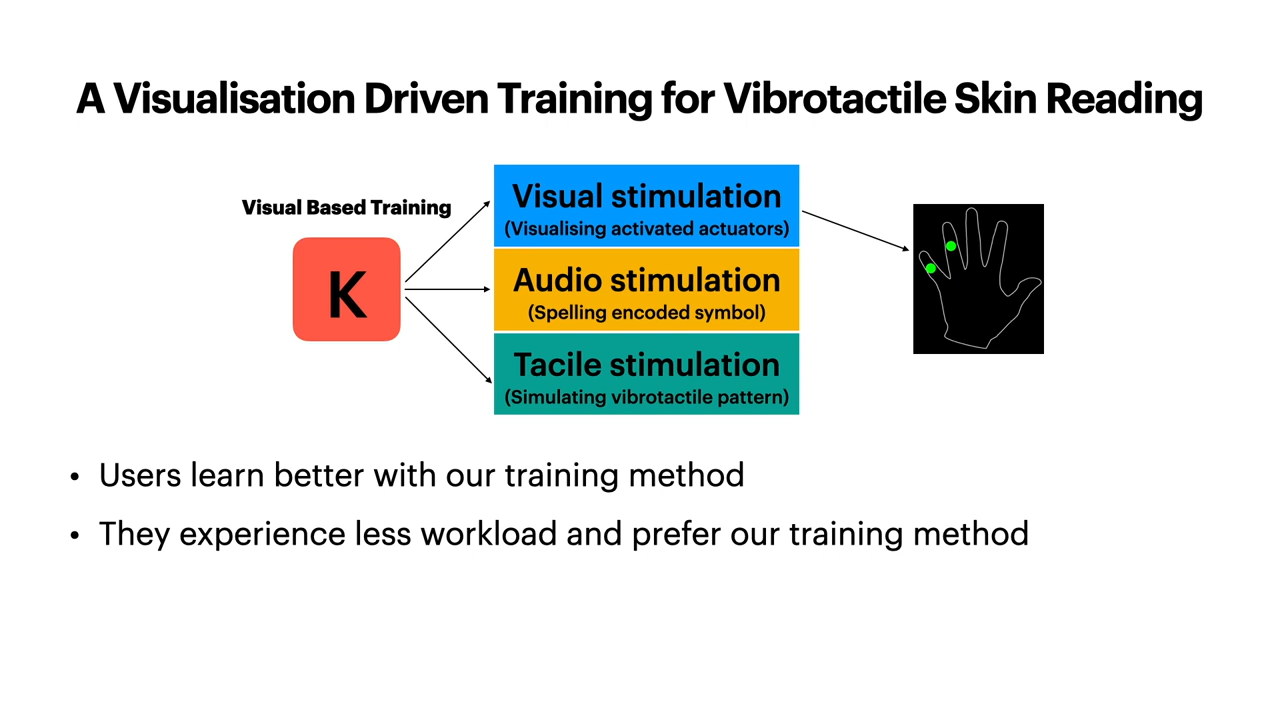 A Visualisation Driven Training for Vibrotactile Skin Reading
Visual Based Training
K
Visual stimulation
(Visualising activated actuators)
Audio stimulation
(Spelling encoded symbol)
Tacile stimulation
(Simulating vibrotactile pattern)
• Users learn better with our training method
• They experience less workload and prefer our training method